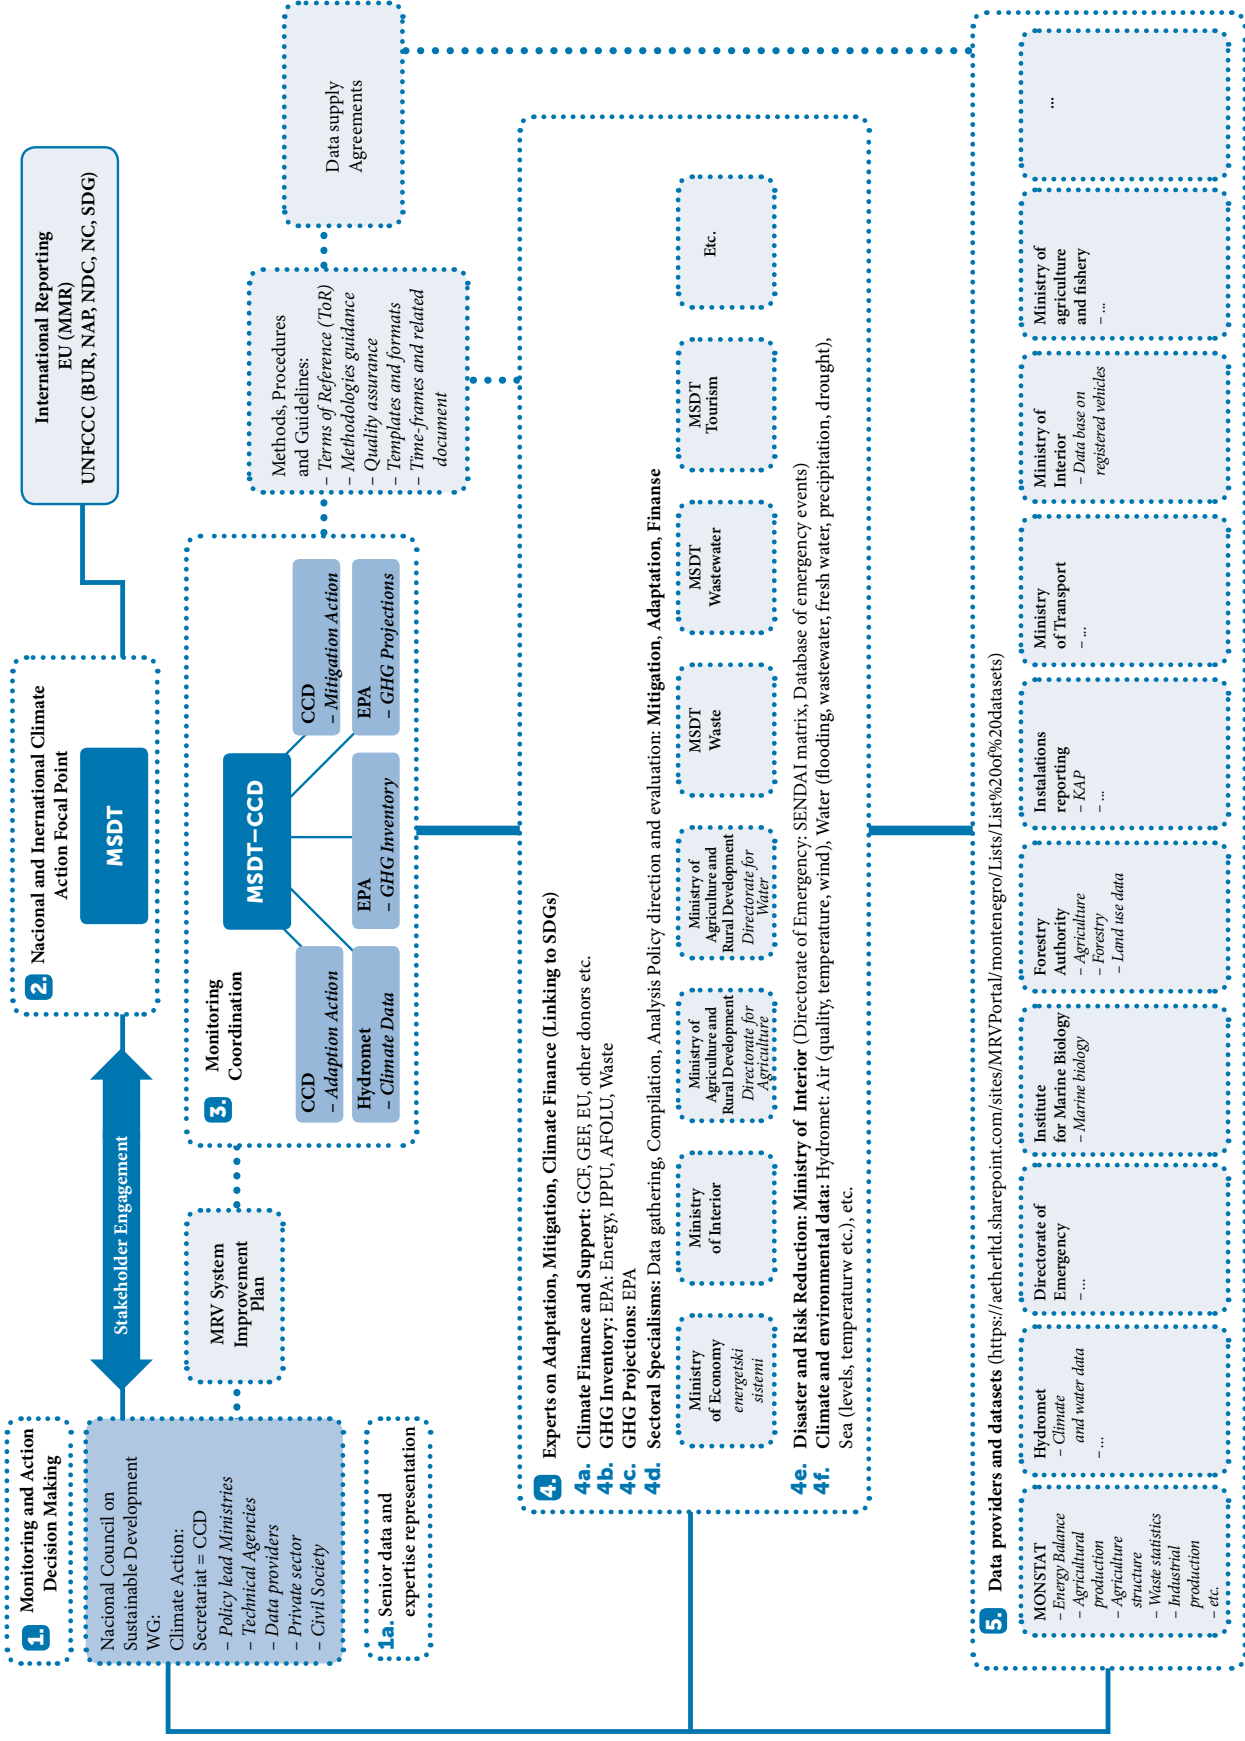 1. Monitoring and Action
Decision Making
Nacional Council on
Sustainable Development
WG:
Climate Action:
Secretariat = CCD
– Policy lead Ministries
– Technical Agencies
– Data providers
– Private sector
– Civil Society
1a. Senior data and
expertise representation
Stakeholder Engagement
MRV System
Improvement
Plan
2. Nacional and Inernational Climate
Action Focal Point
MSDT
International Reporting
EU (MMR)
UNFCCC (BUR, NAP, NDC, NC, SDG)
3. Monitoring
Coordination
MSDT–CCD
CCD
– Adaption Action
Hydromet
– Climate Data
EPA
– GHG Inventory
CCD
– Mitigation Action
EPA
– GHG Projections
Methods, Procedures
and Guidelines:
– Terms of Reference (ToR)
– Methodologies guidance
– Quality assurance
– Templates and formats
– Time-frames and related
document
Data supply
Agreements
4. Experts on Adaptation, Mitigation, Climate Finance (Linking to SDGs)
4a. Climate Finance and Support: GCF, GEF, EU, other donors etc.
4b. GHG Inventory: EPA: Energy, IPPU, AFOLU, Waste
4c. GHG Projections: EPA
4d. Sectoral Specialisms: Data gathering, Compilation, Analysis Policy direction and evaluation: Mitigation, Adaptation, Finanse
Ministry
of Economy
energetski
sistemi
Ministry
of Interior
Ministry of
Agriculture and
Rural Development
Directorate for
Agriculture
Ministry of
Agriculture and
Rural Development
Directorate for
Water
MSDT
Waste
MSDT
Wastewater
MSDT
Tourism
Etc.
4e. Disaster and Risk Reduction: Ministry of Interior (Directorate of Emergency: SENDAI matrix, Database of emergency events)
4f. Climate and environmental data: Hydromet: Air (quality, temperature, wind), Water (flooding, wastewater, fresh water, precipitation, drought),
Sea (levels, temperaturw etc.), etc.
5. Data providers and datasets (https://aetherltd.sharepoint.com/sites/MRVPortal/montenegro/Lists/List%20of%20datasets)
MONSTAT
– Energy Balance
– Agricultural
production
– Agriculture
structure
– Waste statistics
– Industrial
production
– etc.
Hydromet
– Climate
and water data
– ...
Directorate of
Emergency
– ...
Institute
for Marine Biology
– Marine biology
Forestry
Authority
– Agriculture
– Forestry
– Land use data
Instalations
reporting
– KAP
– ...
Ministry
of Transport
– ...
Ministry of
Interior
– Data base on
registered vehicles
Ministry of
agriculture
and fishery
– ...
...